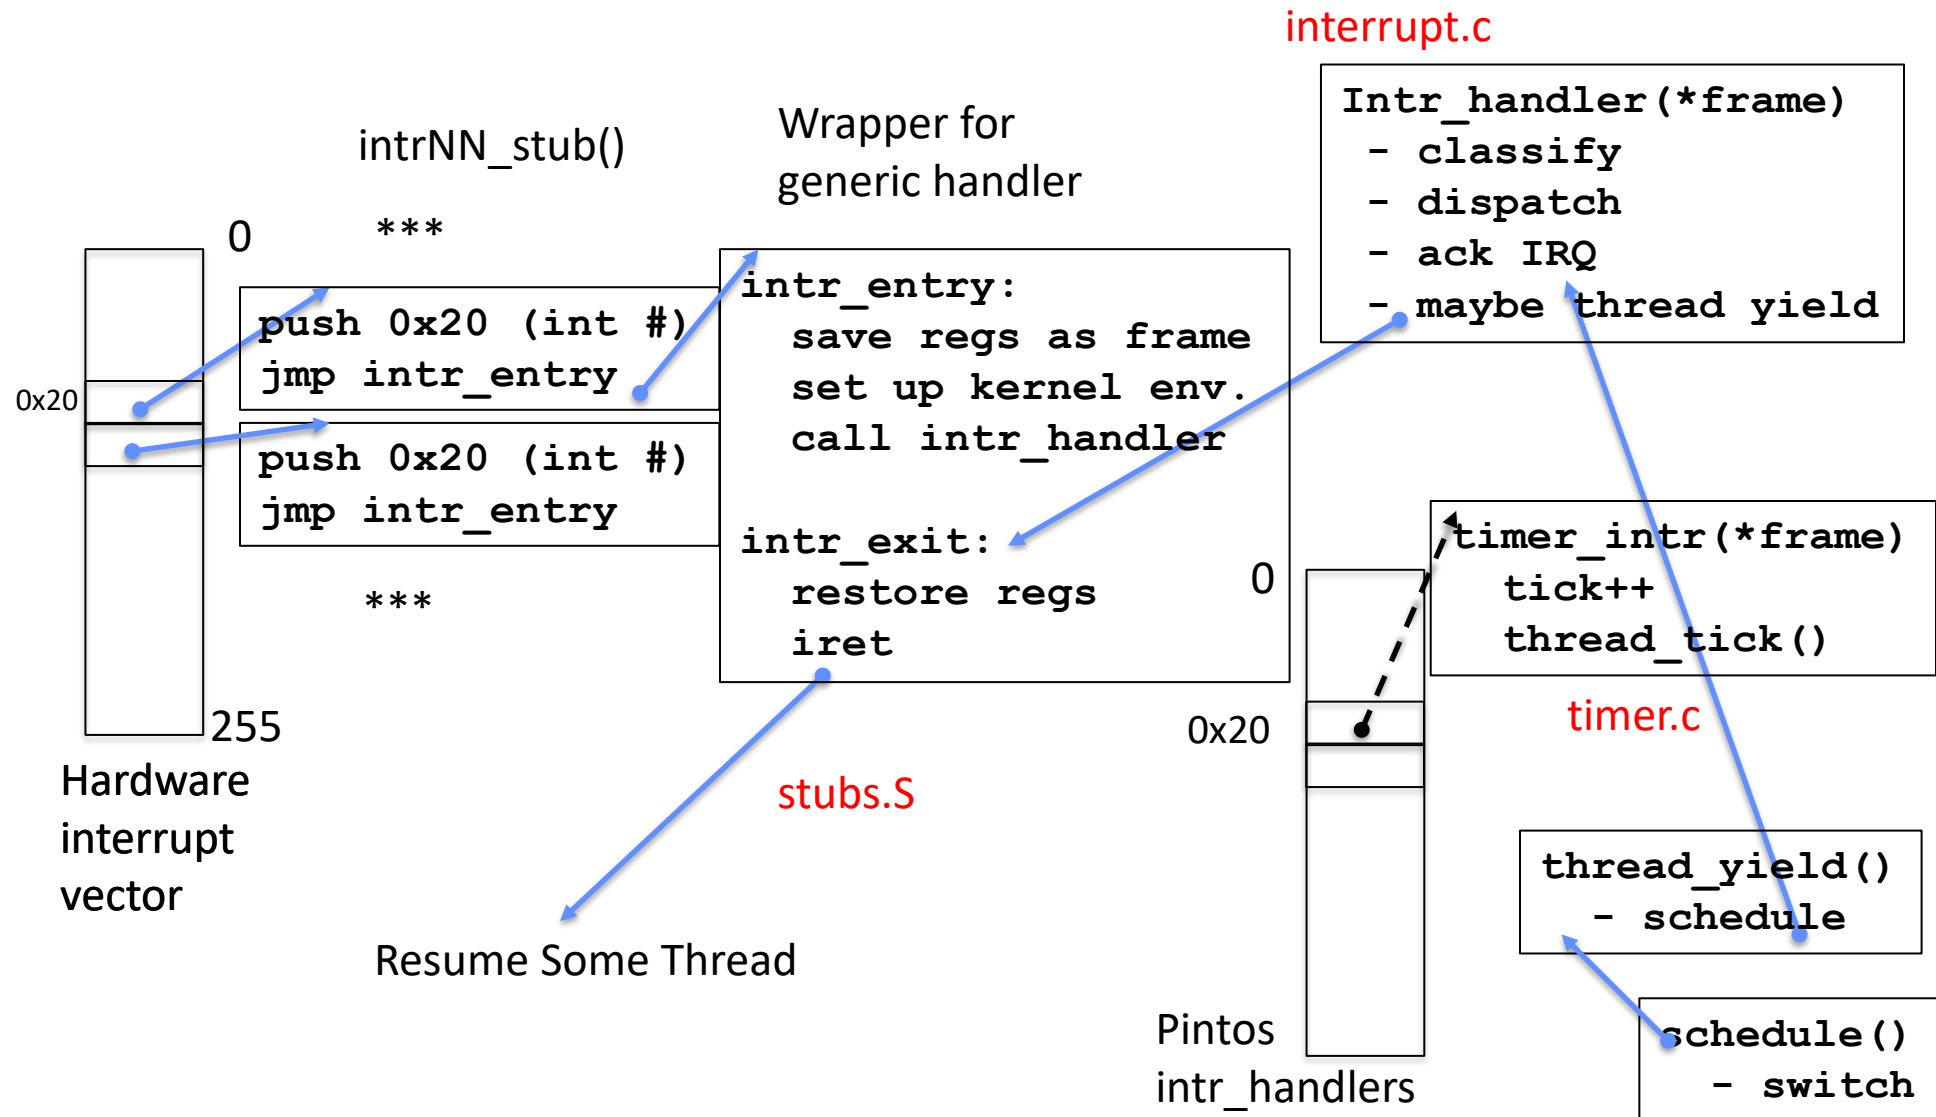 interrupt.c
Intr_handler(*frame)
- classify
- dispatch
- ack IRQ
- maybe thread yield
intrNN_stub()
***
Wrapper for
generic handler
0
0x20
255
Hardware
interrupt
vector
push 0x20 (int #)
jmp intr_entry
push 0x20 (int #)
jmp intr_entry
***
intr_entry:
save regs as frame
set up kernel env.
call intr_handler
intr_exit:
restore regs
iret
stubs.S
Resume Some Thread
0
0x20
Pintos
intr_handlers
timer_intr(*frame)
tick++
thread_tick()
timer.c
thread_yield()
- schedule
schedule()
- switch